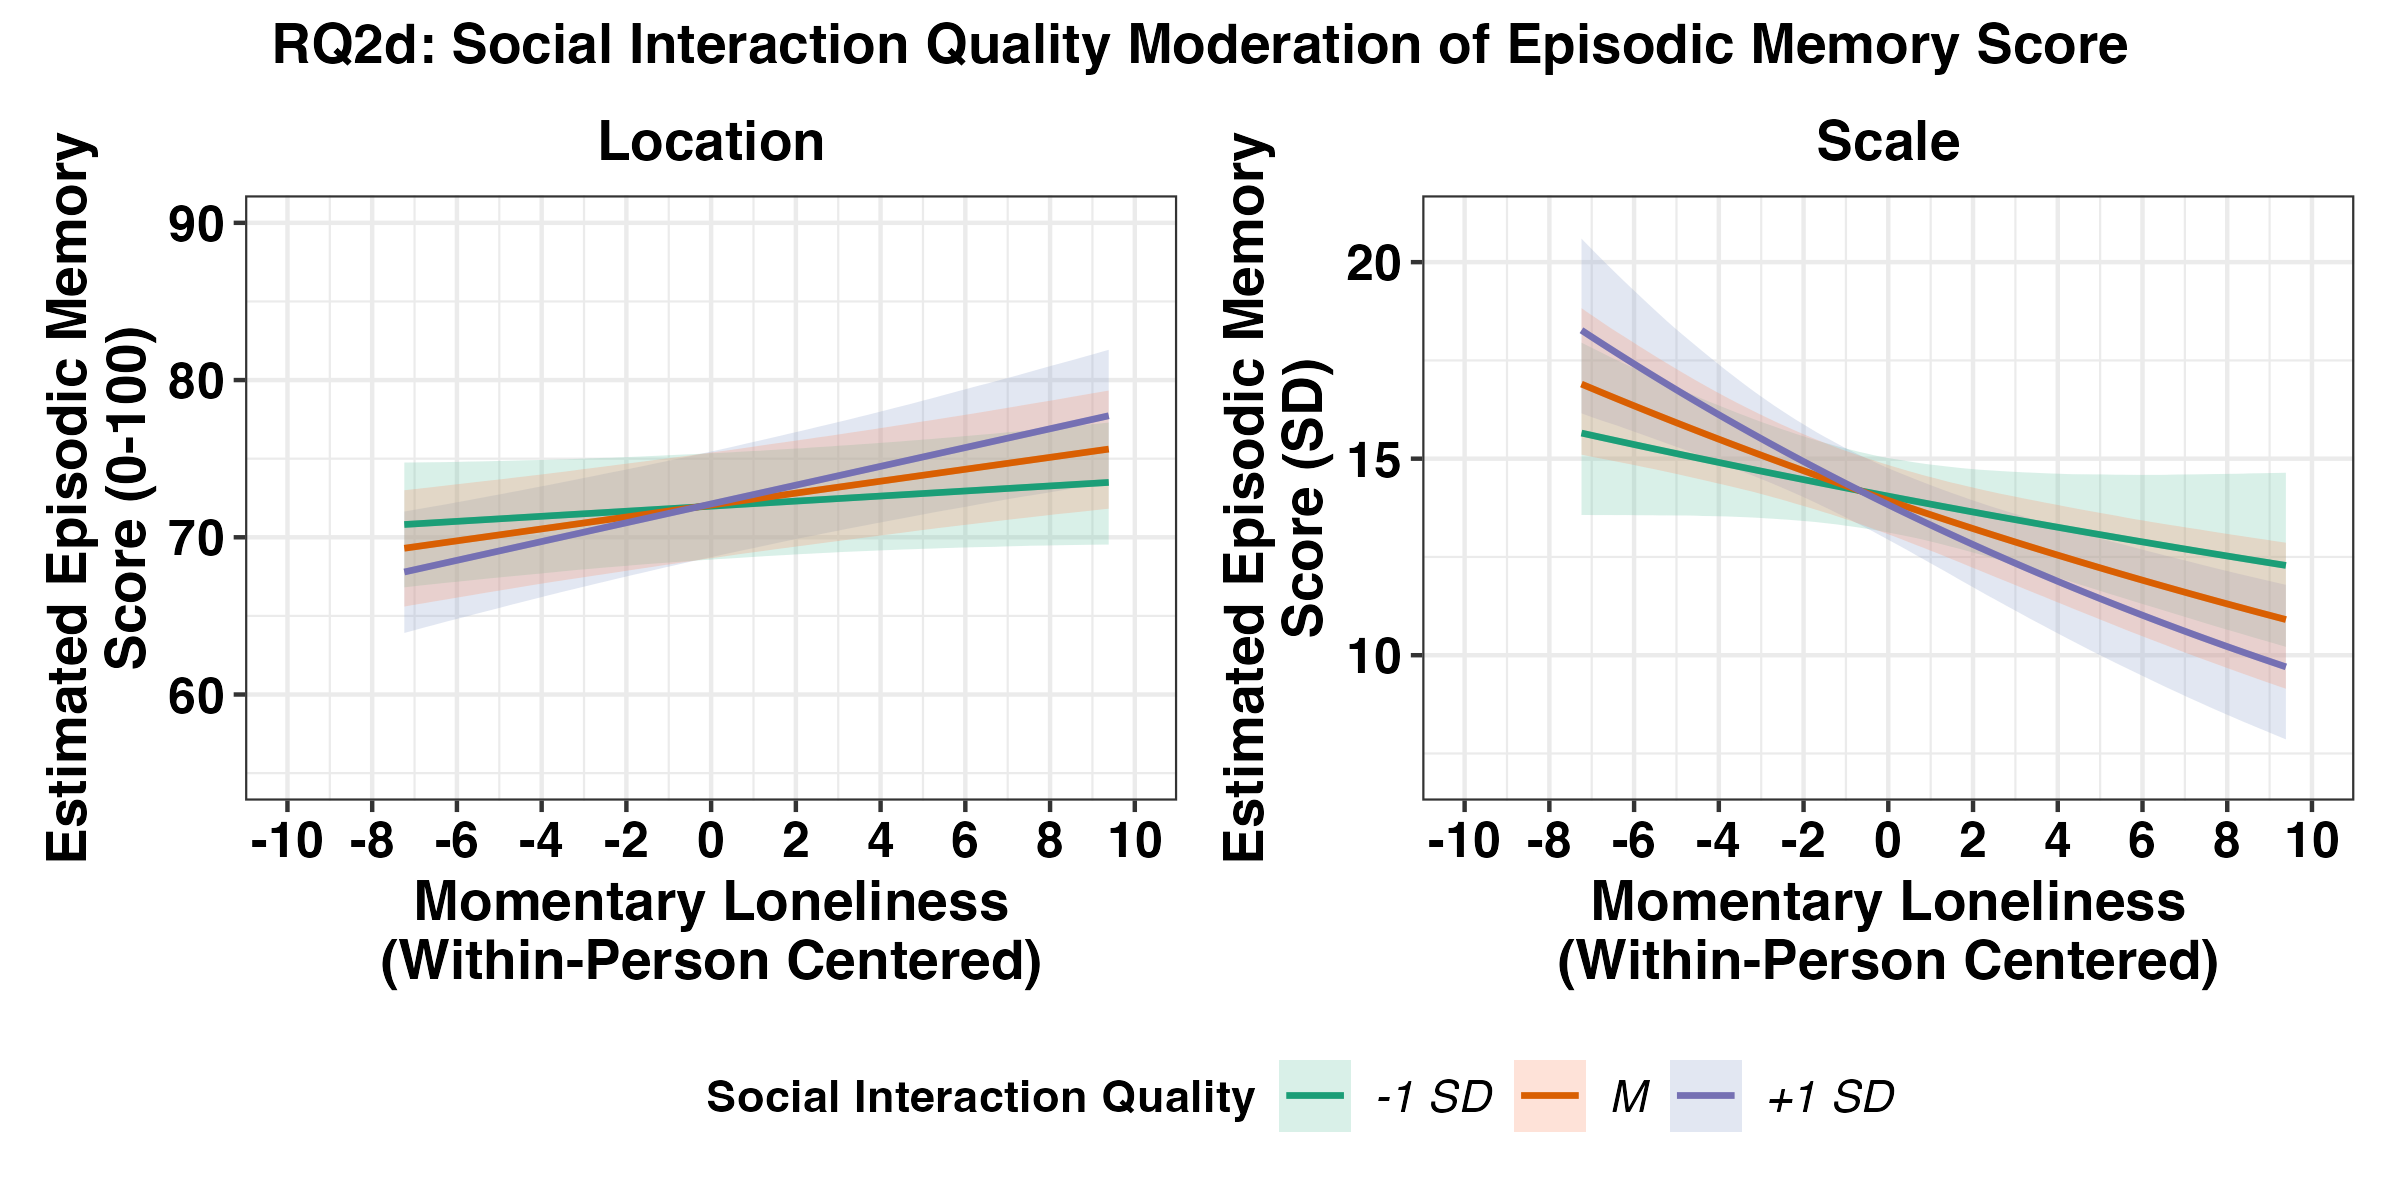 RQ2d: Social Interaction Quality Moderation of Episodic Memory Score
Location
Estimated Episodic Memory
Score (0-100)
90
80
70
60
-10 -8 -6 -4 -2 0 2 4 6 8 10
Momentary Loneliness
(Within-Person Centered)
Scale
Estimated Episodic Memory
Score (SD)
20
15
10
-10 -8 -6 -4 -2 0 2 4 6 8 10
Momentary Loneliness
(Within-Person Centered)
Social Interaction Quality -1 SD M +1 SD